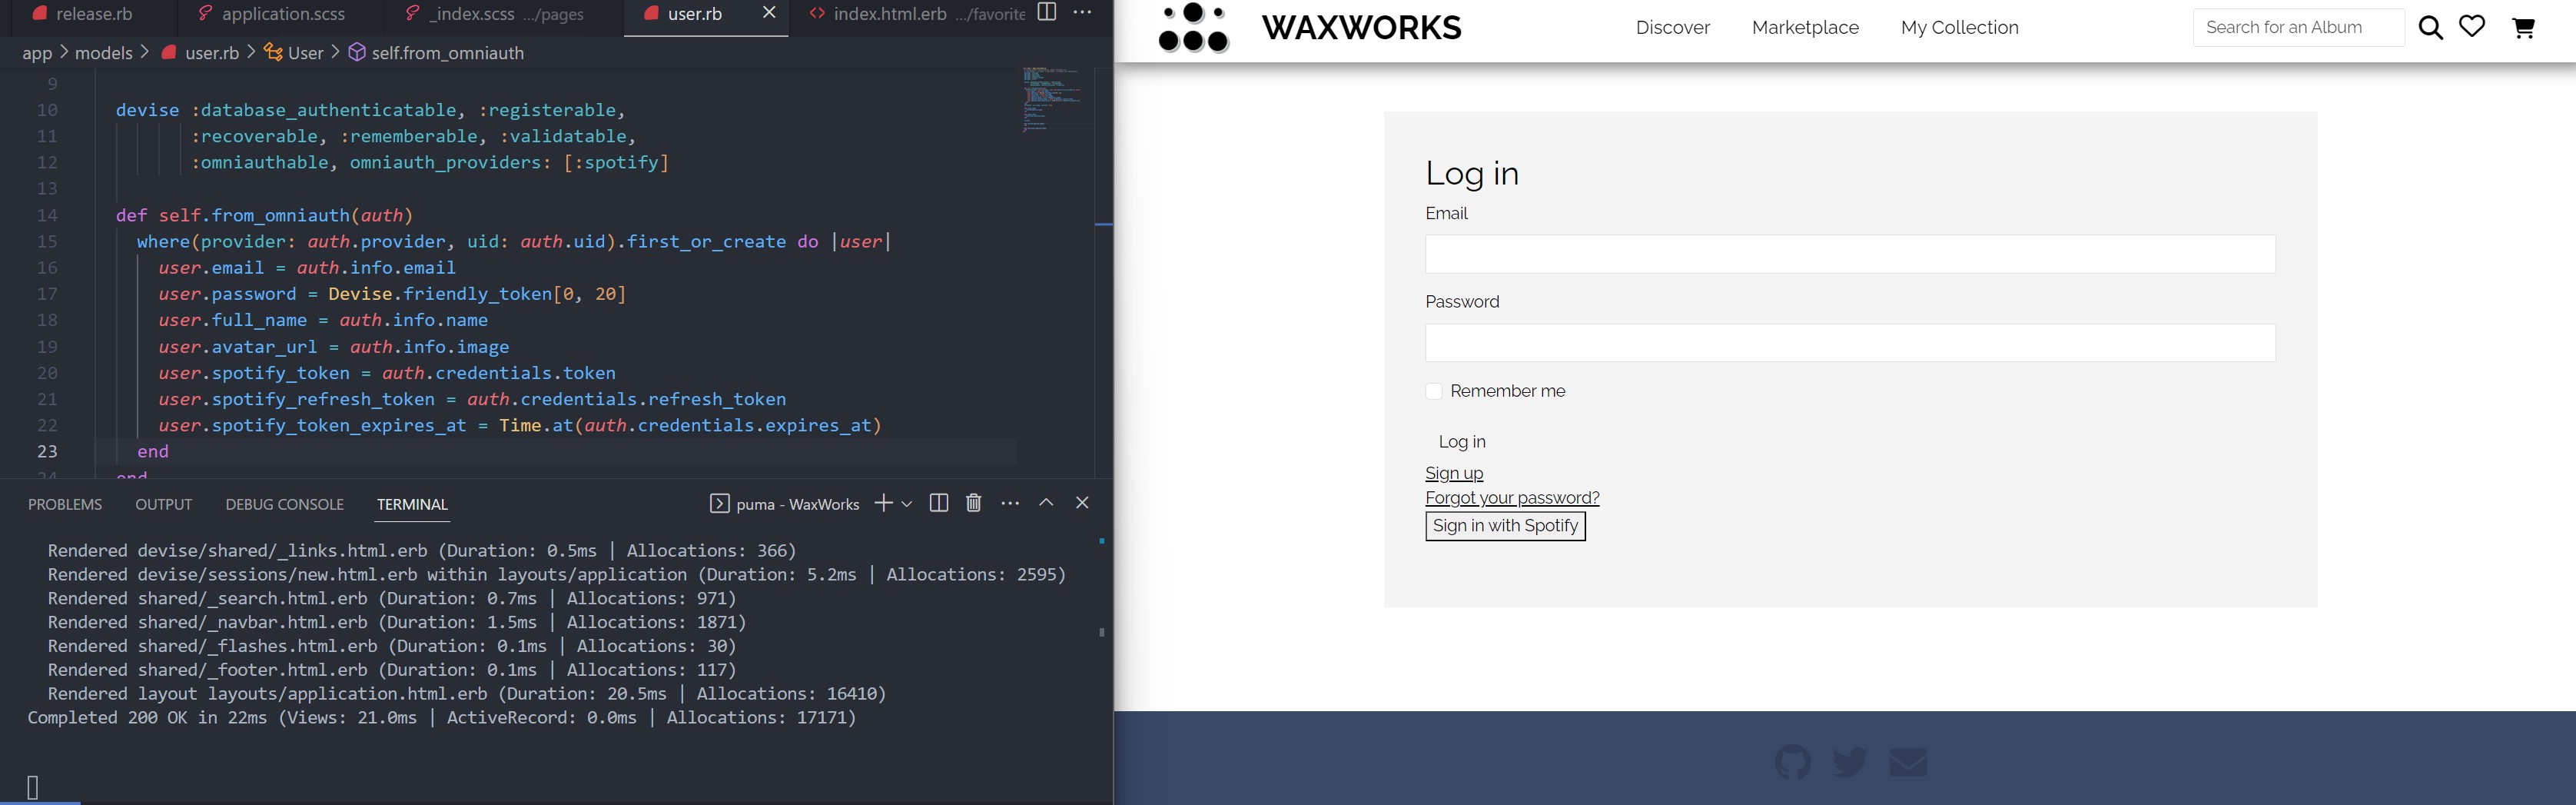 release.rb application.scss _index.scss .../pages user.rb index.html.erb .../favorite
app > models > user.rb > User > self.from_omniauth
9
10 devise :database_authenticatable, :registerable,
11 :recoverable, :rememberable, :validatable,
12 :omniauthable, omniauth_providers: [:spotify]
13
14 def self.from_omniauth(auth)
15 where(provider: auth.provider, uid: auth.uid).first_or_create do |user|
16 user.email = auth.info.email
17 user.password = Devise.friendly_token[0, 20]
18 user.full_name = auth.info.name
19 user.avatar_url = auth.info.image
20 user.spotify_token = auth.credentials.token
21 user.spotify_refresh_token = auth.credentials.refresh_token
22 user.spotify_token_expires_at = Time.at(auth.credentials.expires_at)
23 end
24 end
PROBLEMS OUTPUT DEBUG CONSOLE TERMINAL puma - WaxWorks
Rendered devise/shared/_links.html.erb (Duration: 0.5ms | Allocations: 366)
Rendered devise/sessions/new.html.erb within layouts/application (Duration: 5.2ms | Allocations: 2595)
Rendered shared/_search.html.erb (Duration: 0.7ms | Allocations: 971)
Rendered shared/_navbar.html.erb (Duration: 1.5ms | Allocations: 1871)
Rendered shared/_flashes.html.erb (Duration: 0.1ms | Allocations: 30)
Rendered shared/_footer.html.erb (Duration: 0.1ms | Allocations: 117)
Rendered layout layouts/application.html.erb (Duration: 20.5ms | Allocations: 16410)
Completed 200 OK in 22ms (Views: 21.0ms | ActiveRecord: 0.0ms | Allocations: 17171)
WAXWORKS Discover Marketplace My Collection Search for an Album
Log in
Email
Password
Remember me
Log in
Sign up
Forgot your password?
Sign in with Spotify